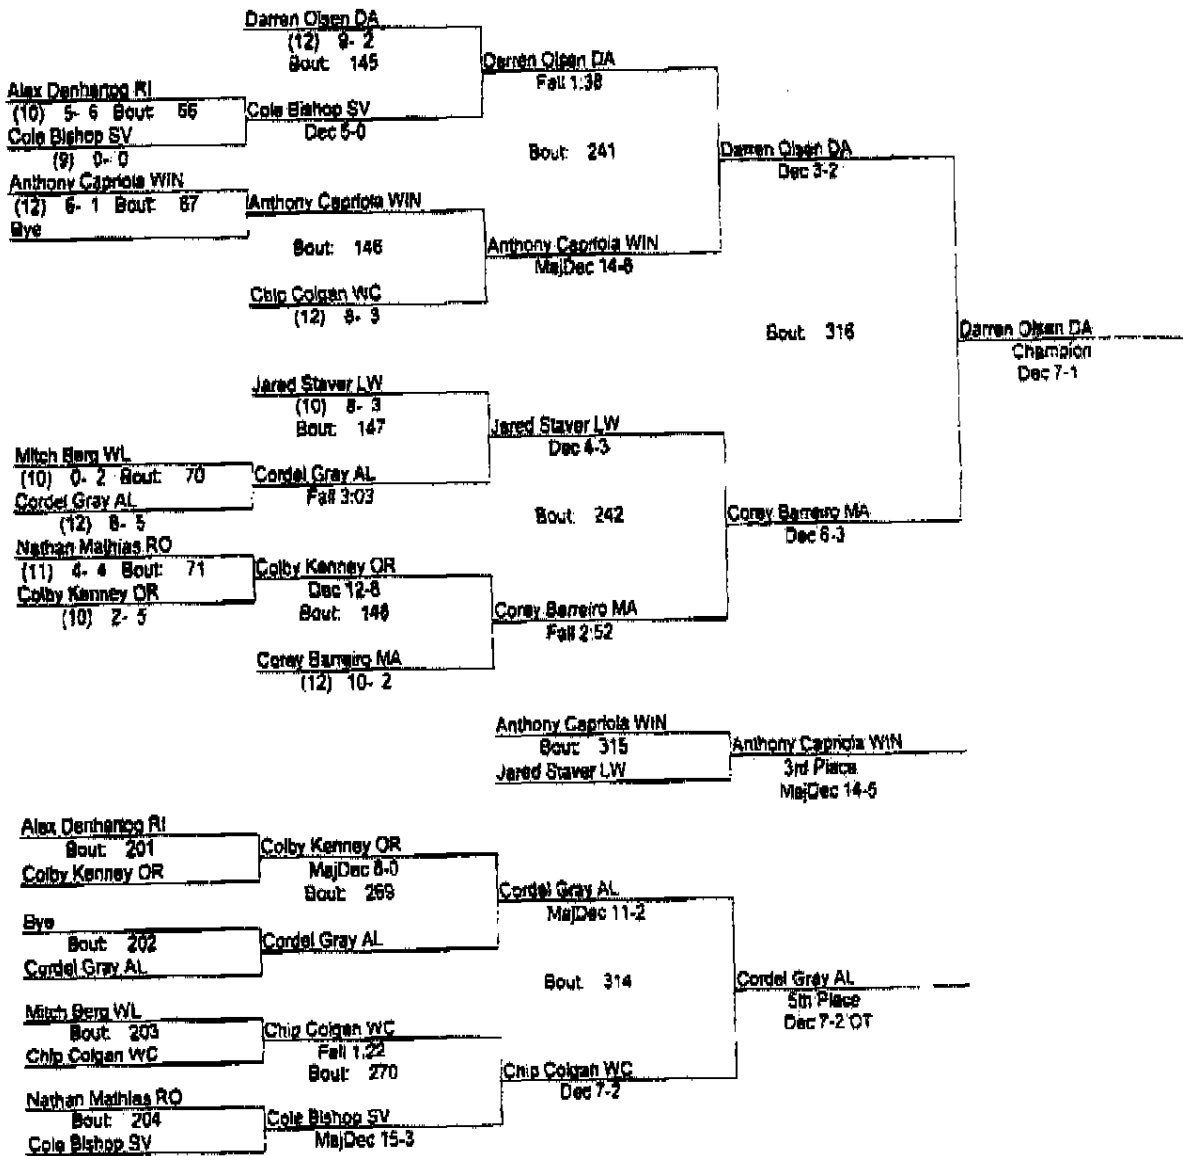 Darren Olsen DA
(12) 9- 2
Bout: 145
Darren Olsen DA
Fall 1:38
Alex Denhartog RI
(10) 5- 6 Bout:
Cole Bishop SV
(9) 0- 0
Cole Bishop SV
Dec 5-0
Bout: 241
Darren Olsen DA
Dec 3-2
Anthony Capriola WIN
(12) 6- 1 Bout: 67
Bye
Anthony Capriola WIN
Bout: 146
Anthony Capriola WIN
MajDec 14-6
Chip Colgan WC
(12) 8- 3
Bout: 316
Darren Olsen DA
Champion
Dec 7-1
Jared Staver LW
(10) 8- 3
Bout: 147
Jared Staver LW
Dec 4-3
Mitch Berg WL
(10) 0- 2 Bout: 70
Cordel Gray AL
(12) 8- 5
Cordel Gray AL
Fall 3:03
Bout: 242
Corey Barreiro MA
Dec 6-3
Nathan Mathias RO
(11) 4- 4 Bout: 71
Colby Kenney OR
(10) 2- 5
Colby Kenney OR
Dec 12-8
Bout: 148
Corey Barreiro MA
Fall 2:52
Corey Barreiro MA
(12) 10- 2
Anthony Capriola WIN
Bout: 315
Jared Staver LW
Anthony Capriola WIN
3rd Place
MajDec 14-5
Alex Denhartog RI
Bout: 201
Colby Kenney OR
Colby Kenney OR
MajDec 8-0
Bout: 269
Cordel Gray AL
MajDec 11-2
Bye
Bout: 202
Cordel Gray AL
Cordel Gray AL
Bout: 314
Cordel Gray AL
5th Place
Dec 7-2 OT
Mitch Berg WL
Bout: 203
Chip Colgan WC
Chip Colgan WC
Fall 1:22
Bout: 270
Chip Colgan WC
Dec 7-2
Nathan Mathias RO
Bout: 204
Cole Bishop SV
Cole Bishop SV
MajDec 15-3